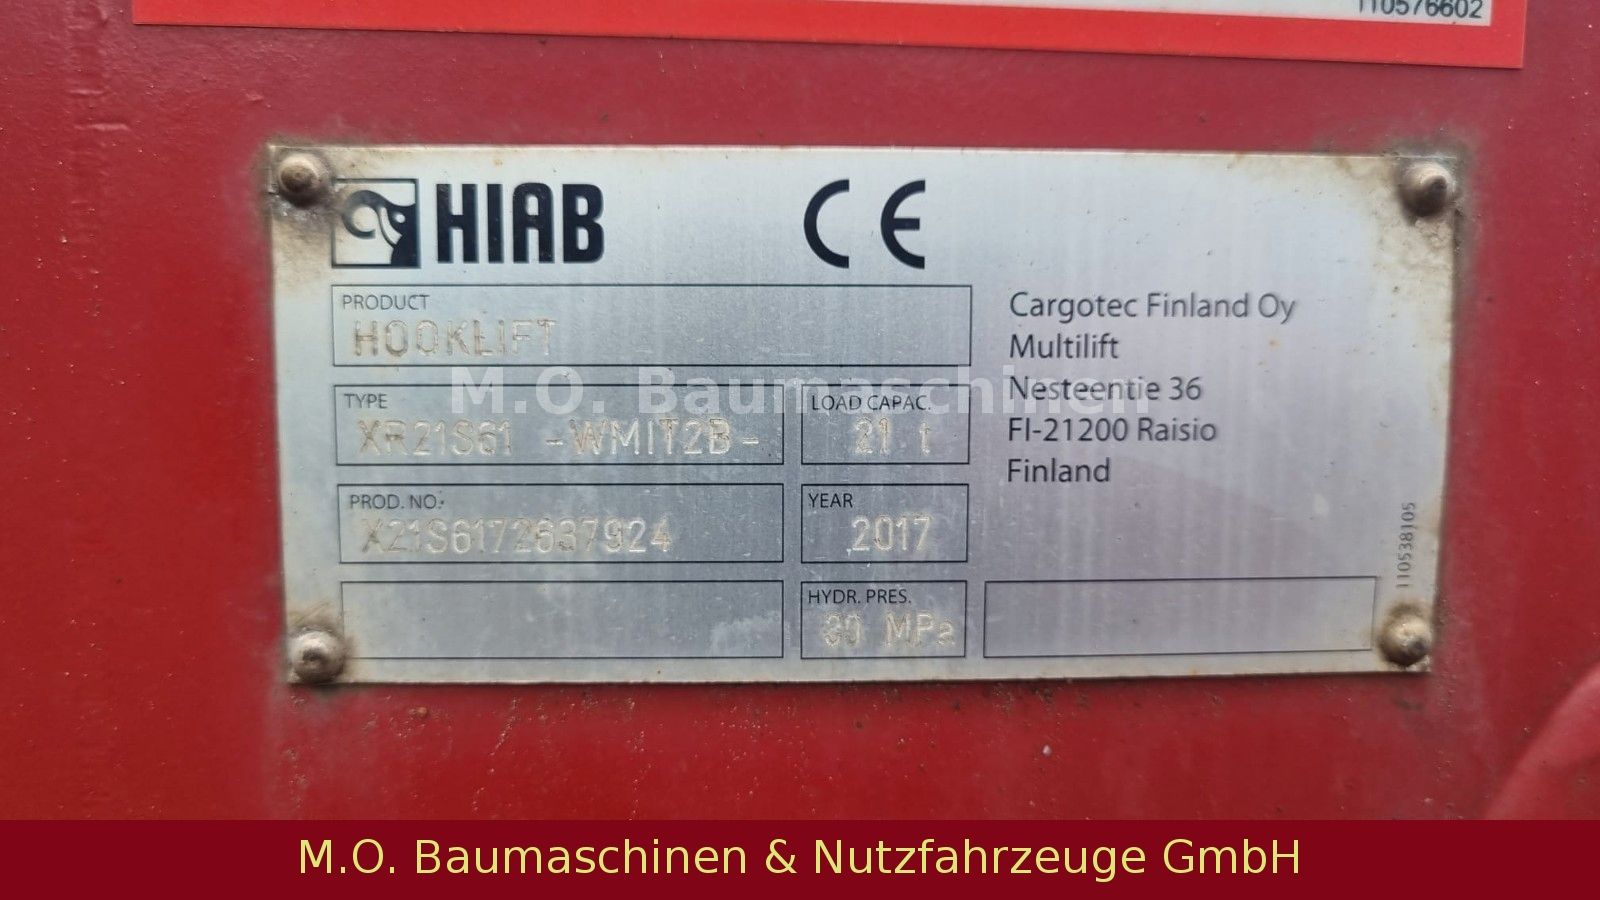 110576602
HIAB CE
PRODUCT
HOOKLIFT
Cargotec Finland Oy
Multilift
Nesteentie 36
FI-21200 Raisio
Finland
M.O. Baumaschinen
TYPE
XR21S61 -WMIT2B-
LOAD CAPAC.
21 t
PROD. NO.:
X21S6172637924
YEAR
2017
HYDR. PRES.
30 MPa
110538105
M.O. Baumaschinen & Nutzfahrzeuge GmbH